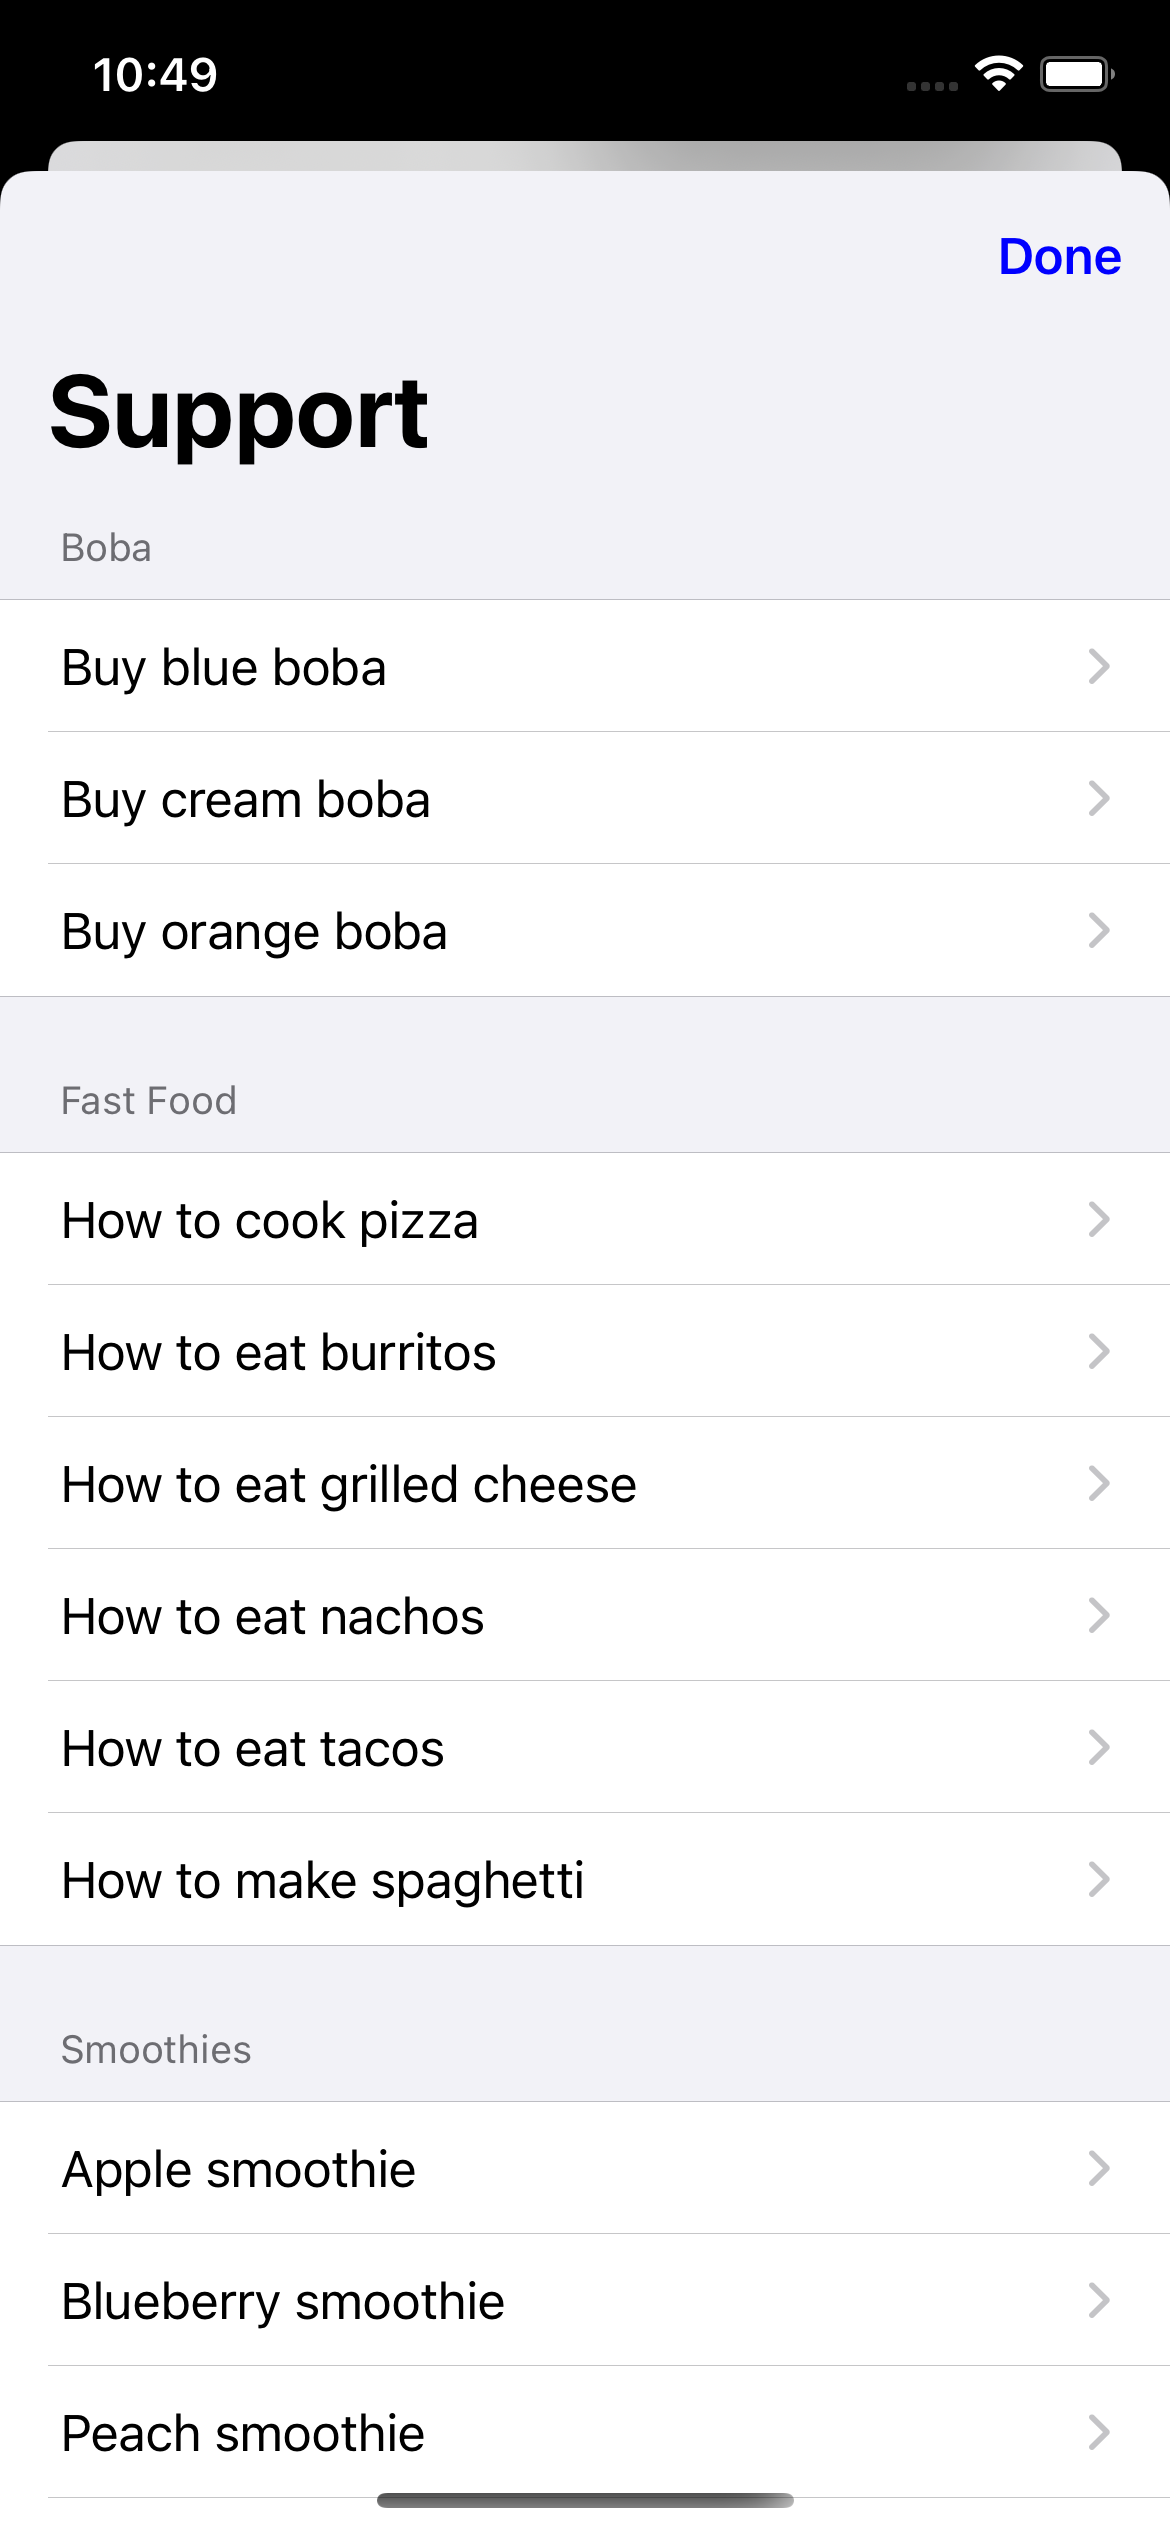 10:49
Done
Support
Boba
Buy blue boba
Buy cream boba
Buy orange boba
Fast Food
How to cook pizza
How to eat burritos
How to eat grilled cheese
How to eat nachos
How to eat tacos
How to make spaghetti
Smoothies
Apple smoothie
Blueberry smoothie
Peach smoothie